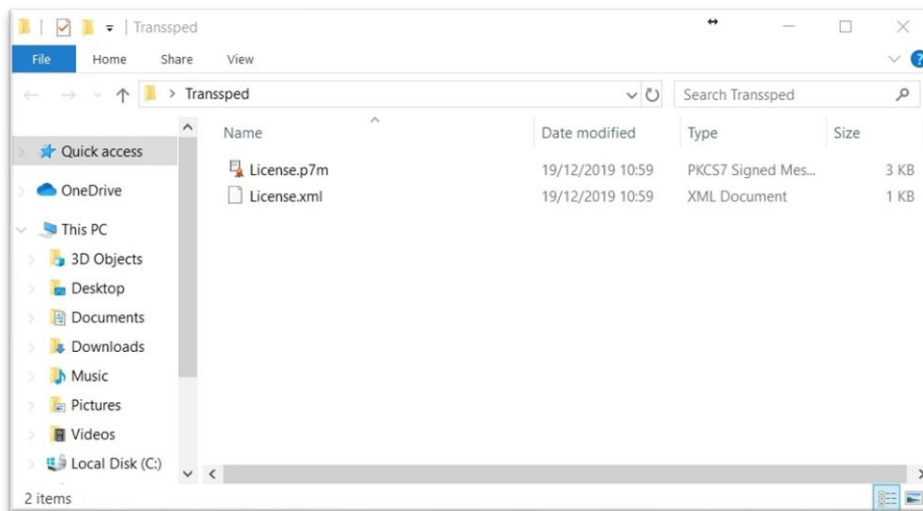 Transsped
File Home Share View
Transsped Search Transsped
Name Date modified Type Size
Quick access
License.p7m 19/12/2019 10:59 PKCS7 Signed Mes... 3 KB
OneDrive
License.xml 19/12/2019 10:59 XML Document 1 KB
This PC
3D Objects
Desktop
Documents
Downloads
Music
Pictures
Videos
Local Disk (C:)
2 items